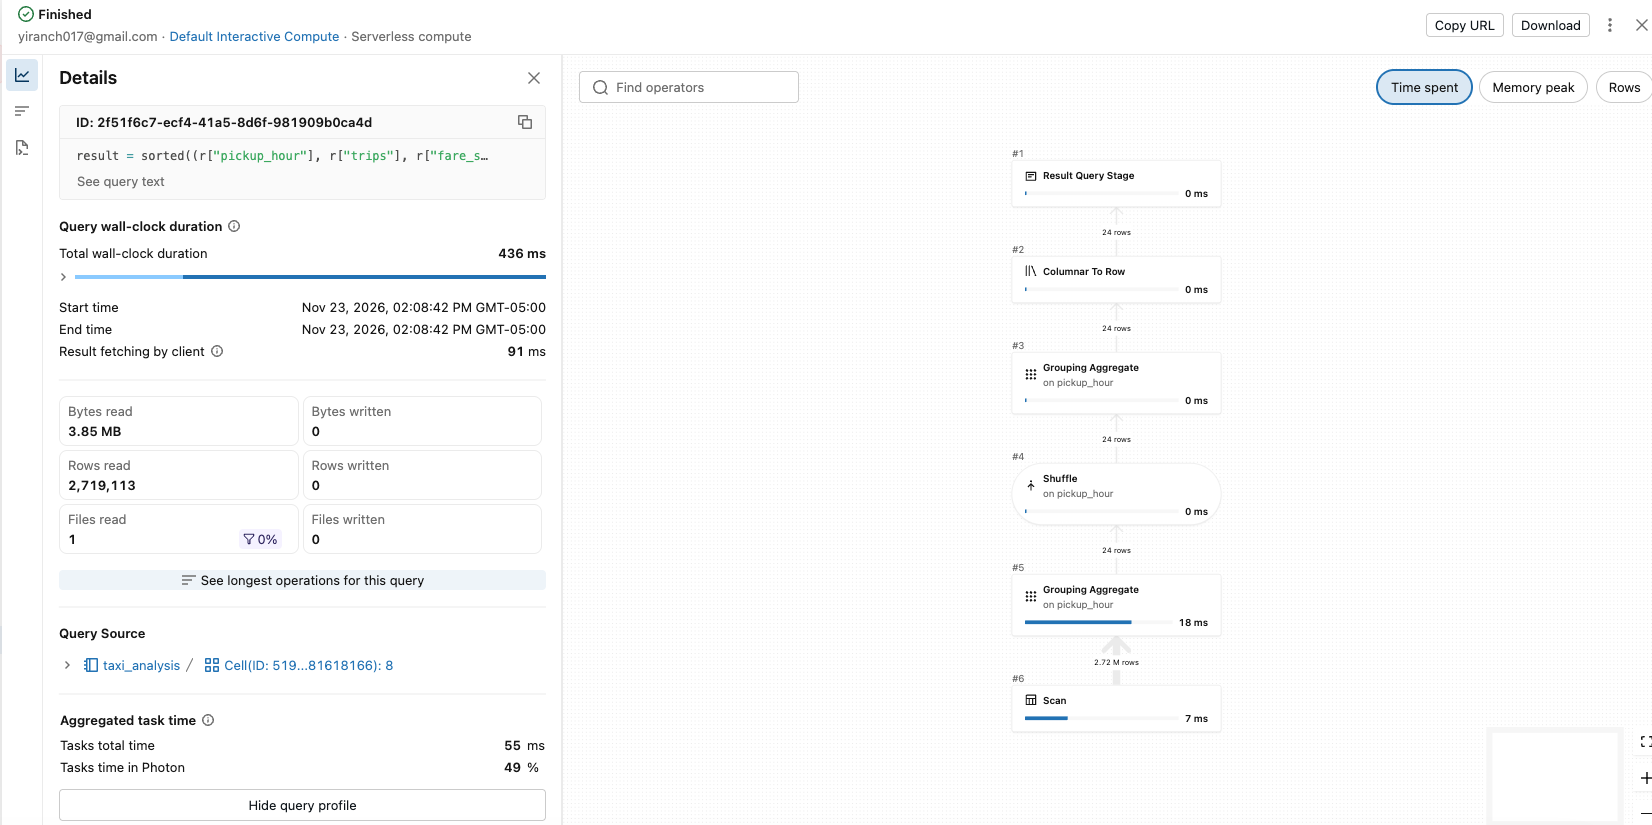 Finished
yiranch017@gmail.com · Default Interactive Compute · Serverless compute
Copy URL
Download
Details
ID: 2f51f6c7-ecf4-41a5-8d6f-981909b0ca4d
result = sorted((r["pickup_hour"], r["trips"], r["fare_s…
See query text
Query wall-clock duration
Total wall-clock duration 436 ms
Start time Nov 23, 2026, 02:08:42 PM GMT-05:00
End time Nov 23, 2026, 02:08:42 PM GMT-05:00
Result fetching by client 91 ms
Bytes read
3.85 MB
Bytes written
0
Rows read
2,719,113
Rows written
0
Files read
1 0%
Files written
0
See longest operations for this query
Query Source
taxi_analysis / Cell(ID: 519...81618166): 8
Aggregated task time
Tasks total time 55 ms
Tasks time in Photon 49 %
Hide query profile
Find operators
Time spent
Memory peak
Rows
#1
Result Query Stage
0 ms
24 rows
#2
Columnar To Row
0 ms
24 rows
#3
Grouping Aggregate
on pickup_hour
0 ms
24 rows
#4
Shuffle
on pickup_hour
0 ms
24 rows
#5
Grouping Aggregate
on pickup_hour
18 ms
2.72 M rows
#6
Scan
7 ms